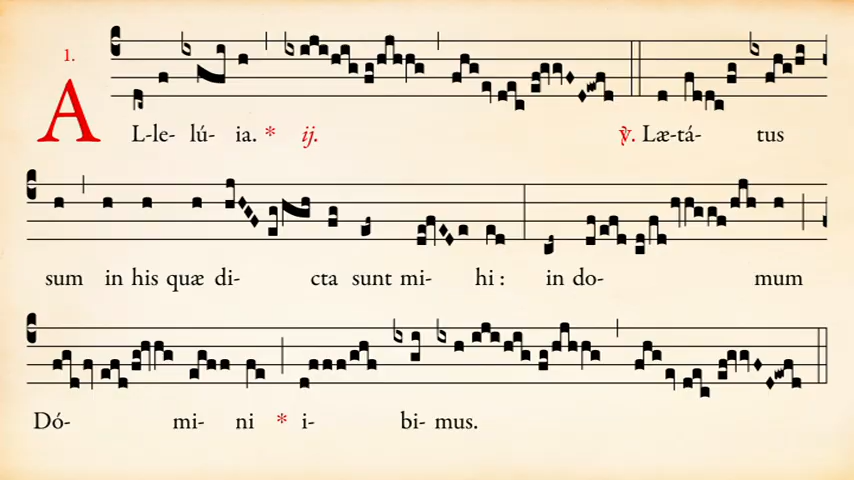 1.
AL-le- lú- ia. * ij. ℣. Læ-tá- tus
sum in his quæ di- cta sunt mi- hi : in do- mum
Dó- mi- ni * i- bi- mus.